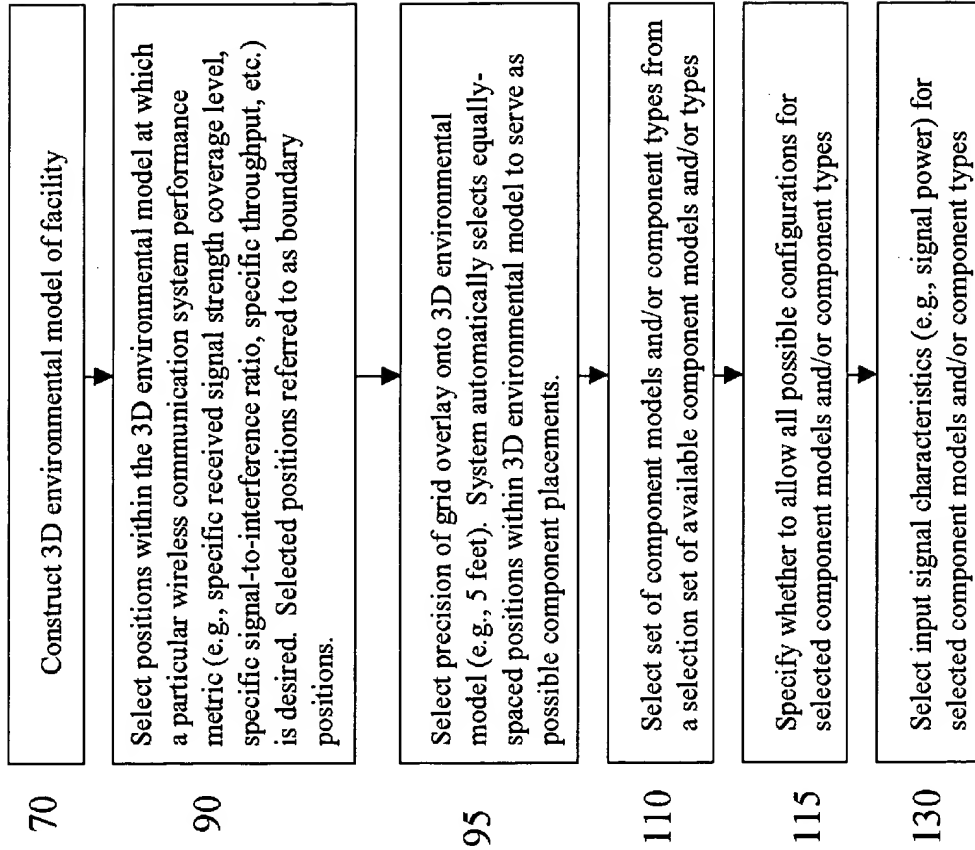 70
Construct 3D environmental model of facility
90
Select positions within the 3D environmental model at which
a particular wireless communication system performance
metric (e.g., specific received signal strength coverage level,
specific signal-to-interference ratio, specific throughput, etc.)
is desired. Selected positions referred to as boundary
positions.
95
Select precision of grid overlay onto 3D environmental
model (e.g., 5 feet). System automatically selects equally-
spaced positions within 3D environmental model to serve as
possible component placements.
110
Select set of component models and/or component types from
a selection set of available component models and/or types
115
Specify whether to allow all possible configurations for
selected component models and/or component types
130
Select input signal characteristics (e.g., signal power) for
selected component models and/or component types